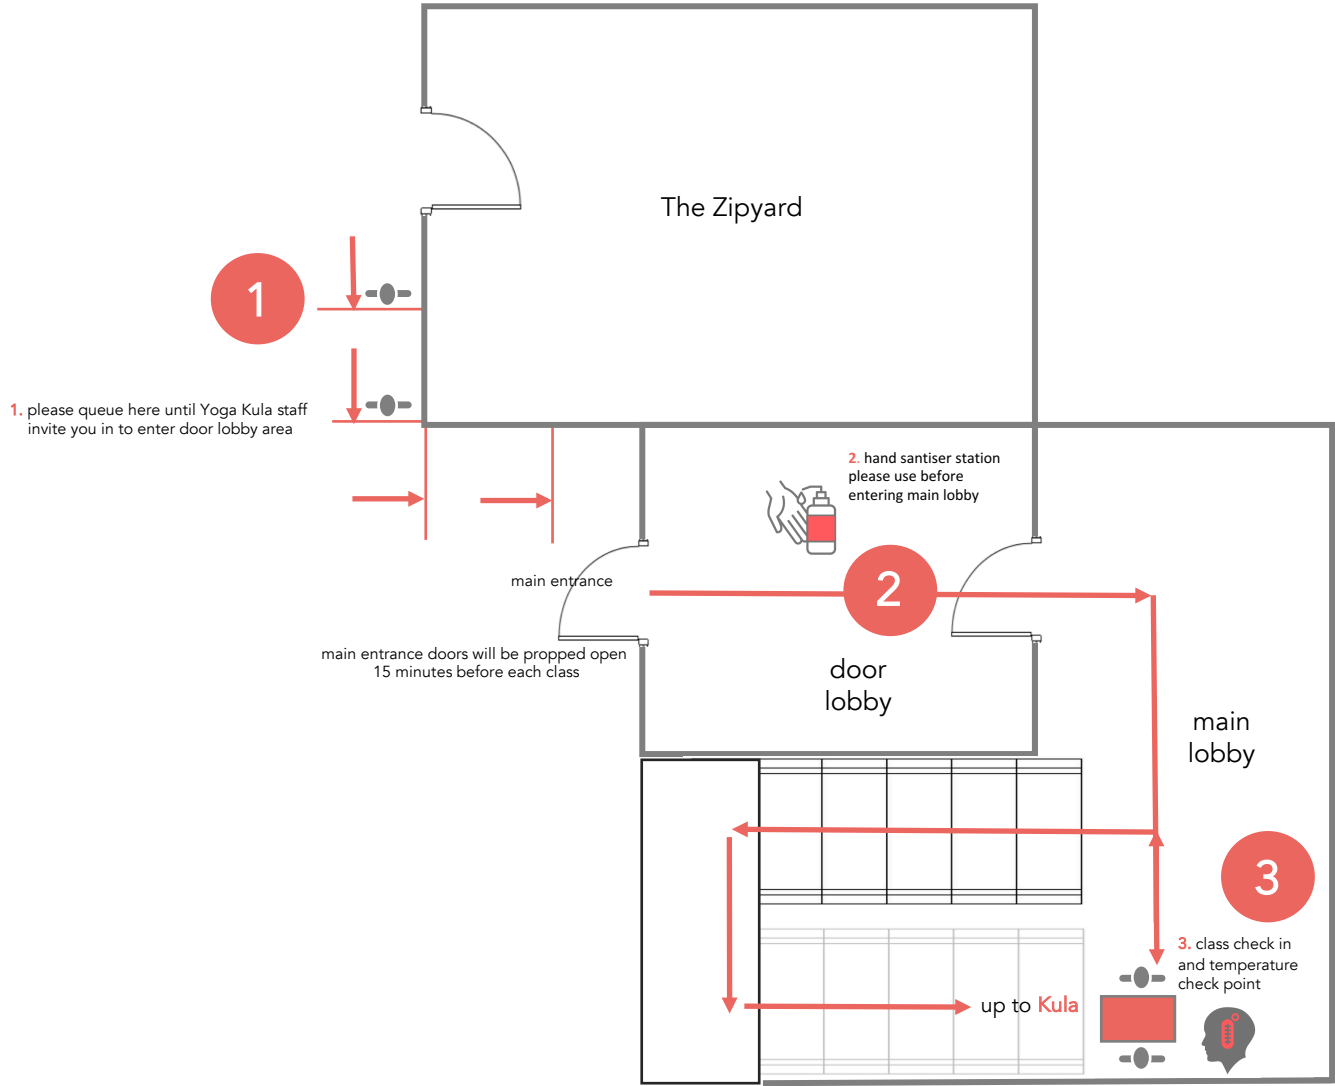 The Zipyard
1
1. please queue here until Yoga Kula staff
invite you in to enter door lobby area
2. hand santiser station
please use before
entering main lobby
main entrance
2
main entrance doors will be propped open
15 minutes before each class
door
lobby
main
lobby
3
3. class check in
and temperature
check point
up to Kula